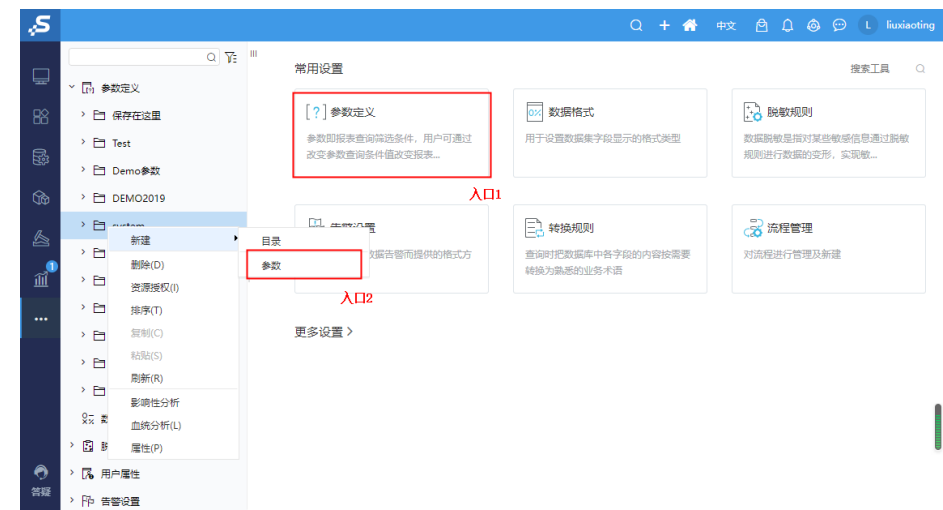 中文
L
liuxiaoting
常用设置
搜索工具
参数定义
保存在这里
Test
Demo参数
DEMO2019
system
[?] 参数定义
参数即报表查询筛选条件，用户可通过
改变参数查询条件值改变报表...
数据格式
用于设置数据集字段显示的格式类型
脱敏规则
数据脱敏是指对某些敏感信息通过脱敏
规则进行数据的变形，实现敏...
入口1
新建
删除(D)
资源授权(I)
排序(T)
复制(C)
粘贴(S)
刷新(R)
影响性分析
血统分析(L)
属性(P)
目录
参数
入口2
告警设置
数据告警而提供的格式方
转换规则
查询时把数据库中各字段的内容按需要
转换为熟悉的业务术语
流程管理
对流程进行管理及新建
更多设置 >
1
用户属性
告警设置
答疑